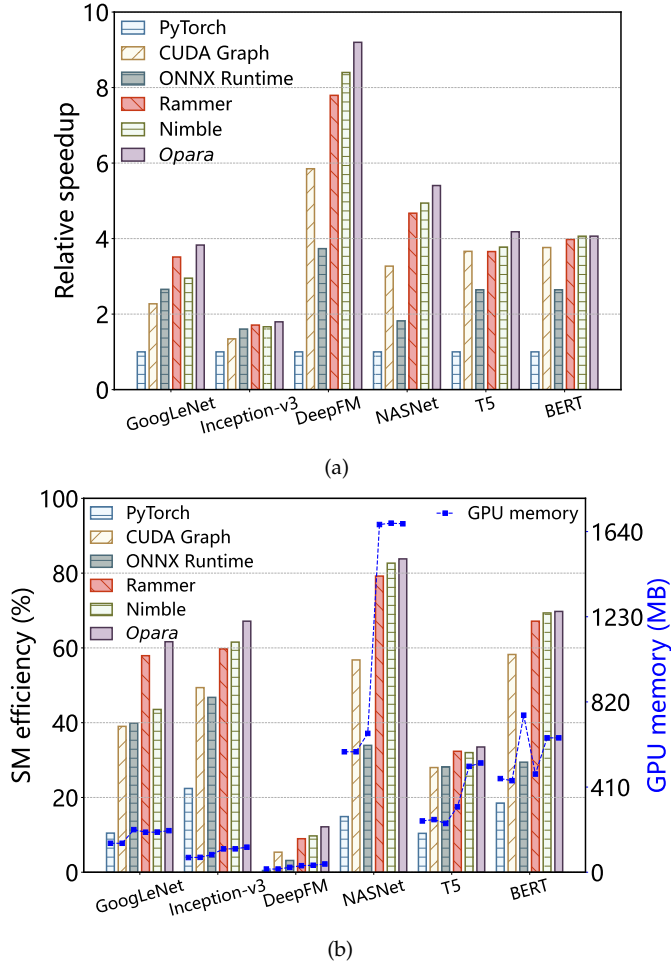 10
8
6
4
2
0
Relative speedup
PyTorch
CUDA Graph
ONNX Runtime
Rammer
Nimble
Opara
GoogLeNet
Inception-v3
DeepFM
NASNet
T5
BERT
(a)
100
80
60
40
20
0
SM efficiency (%)
PyTorch
CUDA Graph
ONNX Runtime
Rammer
Nimble
Opara
GPU memory
1640
1230
820
410
0
GPU memory (MB)
GoogLeNet
Inception-v3
DeepFM
NASNet
T5
BERT
(b)